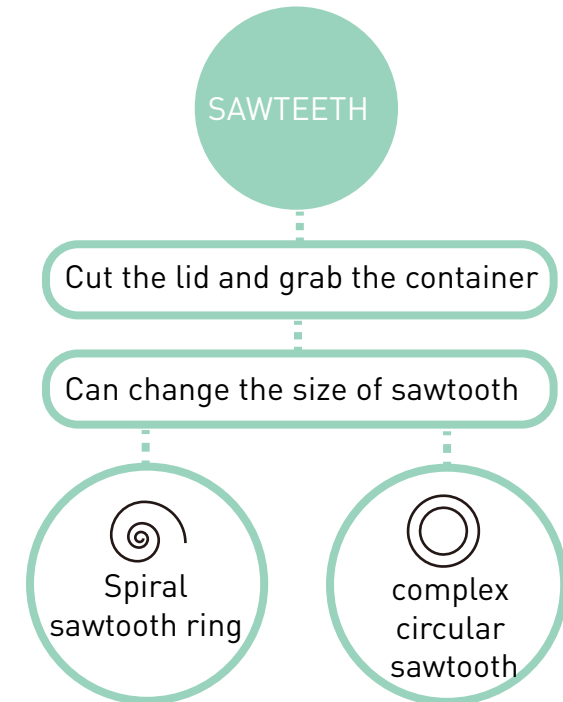 SAWTEETH
Cut the lid and grab the container
Can change the size of sawtooth
Spiral
sawtooth ring
complex
circular
sawtooth